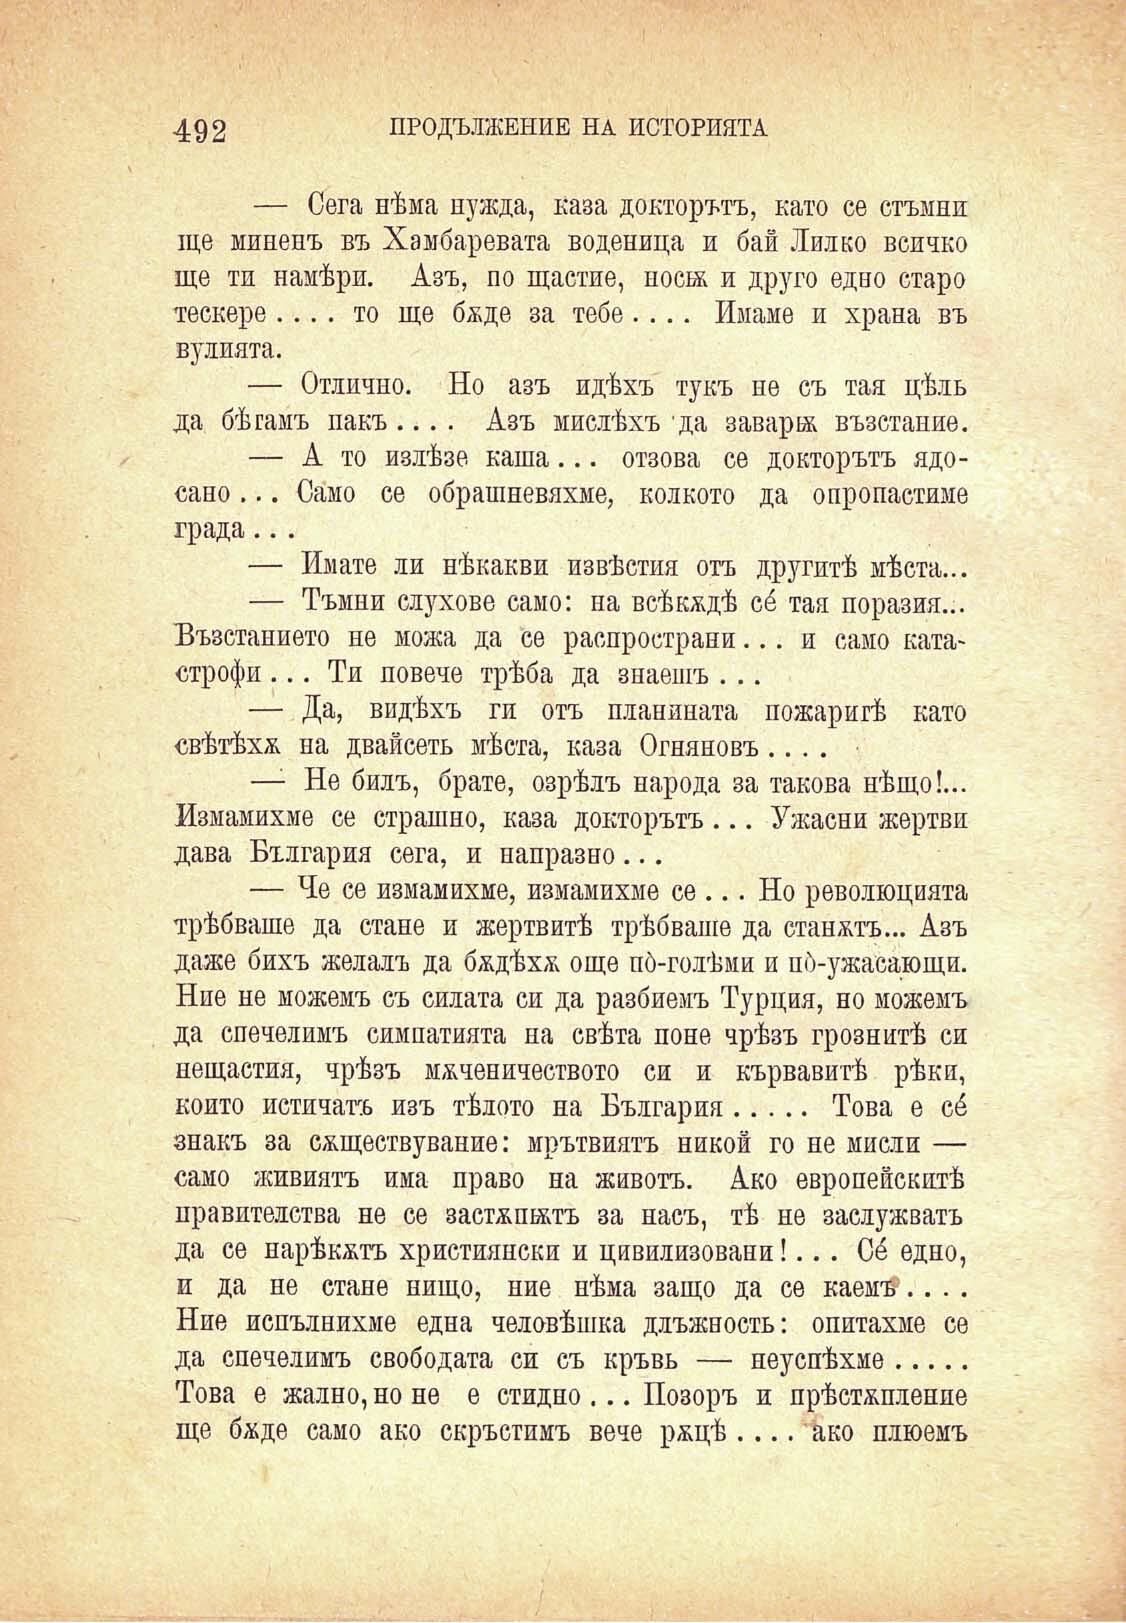 492 ПРОДЪЛЖЕНИЕ НА ИСТОРИЯТА
— Сега нѣма нужда, каза докторътъ, като се стъмни
ще миненъ въ Хамбаревата воденица и бай Лилко всичко
ще ти намѣри. Азъ, по щастие, носѭ и друго едно старо
тескере . . . . то ще бѫде за тебе . . . . Имаме и храна въ
вулията.
— Отлично. Но азъ идѣхъ тукъ не съ тая цѣль
да бѣгамъ пакъ . . . . Азъ мислѣхъ да заварѭ възстание.
— А то излѣзе каша . . . отзова се докторътъ ядо-
сано . . . Само се обрашневяхме, колкото да опропастиме
града . . .
— Имате ли нѣкакви извѣстия отъ другитѣ мѣста...
— Тъмни слухове само: на всѣкѫдѣ сé тая поразия...
Възстанието не можа да се распространи . . . и само ката-
строфи . . . Ти повече трѣба да знаешъ . . .
— Да, видѣхъ ги отъ планината пожаригѣ като
свѣтѣхѫ на двайсеть мѣста, каза Огняновъ . . . .
— Не билъ, брате, озрѣлъ народа за такова нѣщо!...
Измамихме се страшно, каза докторътъ . . . Ужасни жертви
дава България сега, и напразно . . .
— Че се измамихме, измамихме се . . . Но революцията
трѣбваше да стане и жертвитѣ трѣбваше да станѫтъ... Азъ
даже бихъ желалъ да бѫдѣхѫ още пò-голѣми и пò-ужасающи.
Ние не можемъ съ силата си да разбиемъ Турция, но можемъ
да спечелимъ симпатията на свѣта поне чрѣзъ грознитѣ си
нещастия, чрѣзъ мѫченичеството си и кървавитѣ рѣки,
които истичатъ изъ тѣлото на България . . . . . Това е сé
знакъ за сѫществувание: мрътвиятъ никой го не мисли —
само живиятъ има право на животъ. Ако европейскитѣ
правителства не се застѫпѭтъ за насъ, тѣ не заслужватъ
да се нарѣкѫтъ християнски и цивилизовани! . . . Сé едно,
и да не стане нищо, ние нѣма защо да се каемъ . . . .
Ние испълнихме една человѣшка длъжность: опитахме се
да спечелимъ свободата си съ кръвь — неуспѣхме . . . . .
Това е жално, но не е стидно . . . Позоръ и прѣстѫпление
ще бѫде само ако скръстимъ вече рѫцѣ . . . . ако плюемъ